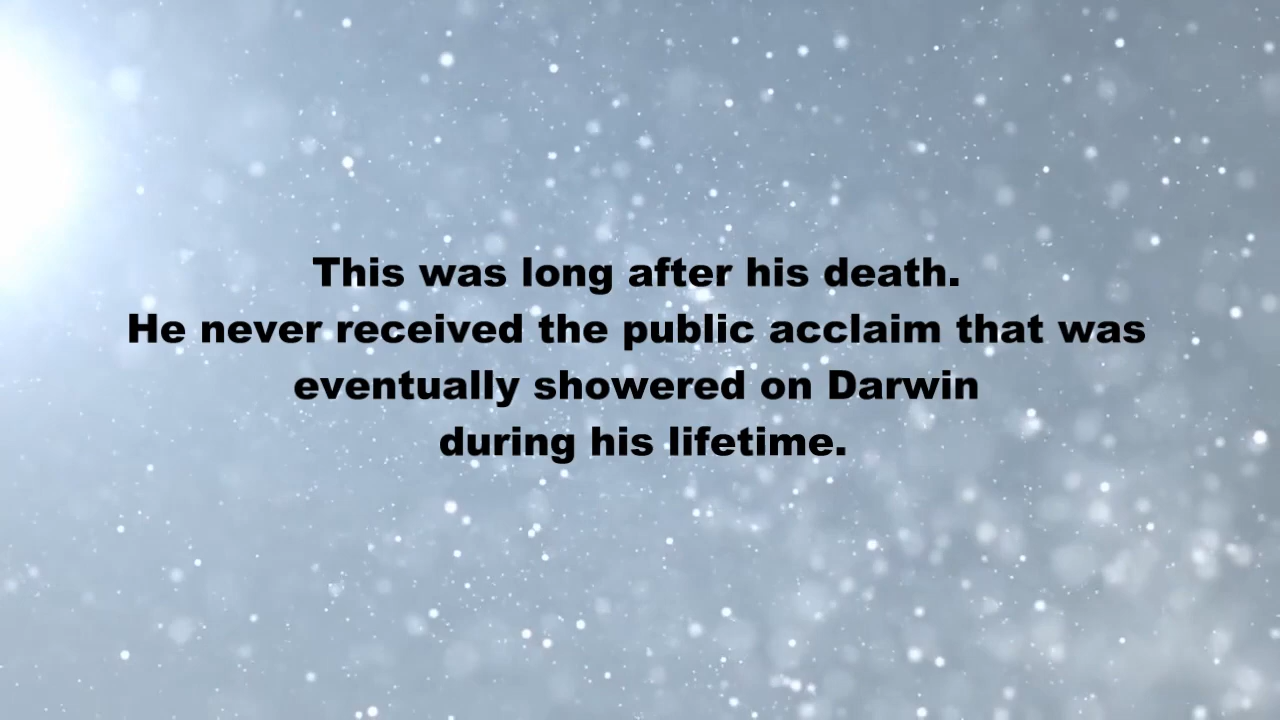 This was long after his death.
He never received the public acclaim that was
eventually showered on Darwin
during his lifetime.